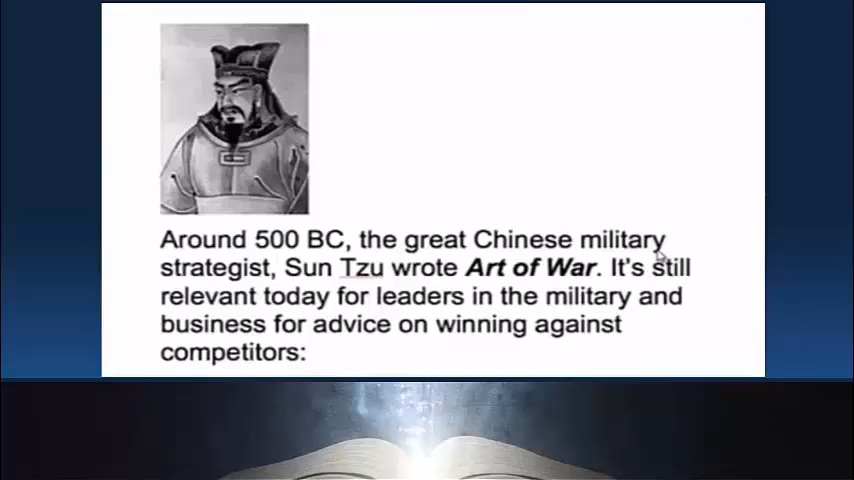 Around 500 BC, the great Chinese military
strategist, Sun Tzu wrote Art of War. It's still
relevant today for leaders in the military and
business for advice on winning against
competitors: